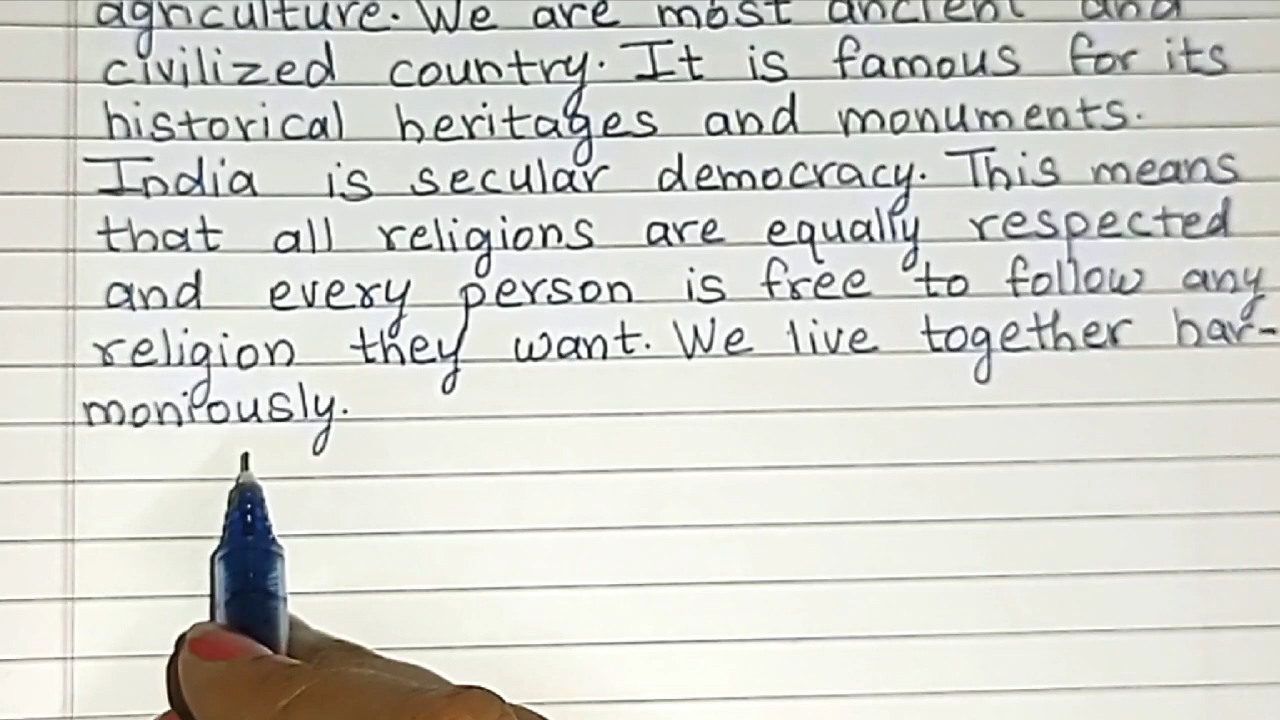 agriculture. We are most ancient and
civilized country. It is famous for its
historical heritages and monuments.
India is secular democracy. This means
that all religions are equally respected
and every person is free to follow any
religion they want. We live together har-
moniously.